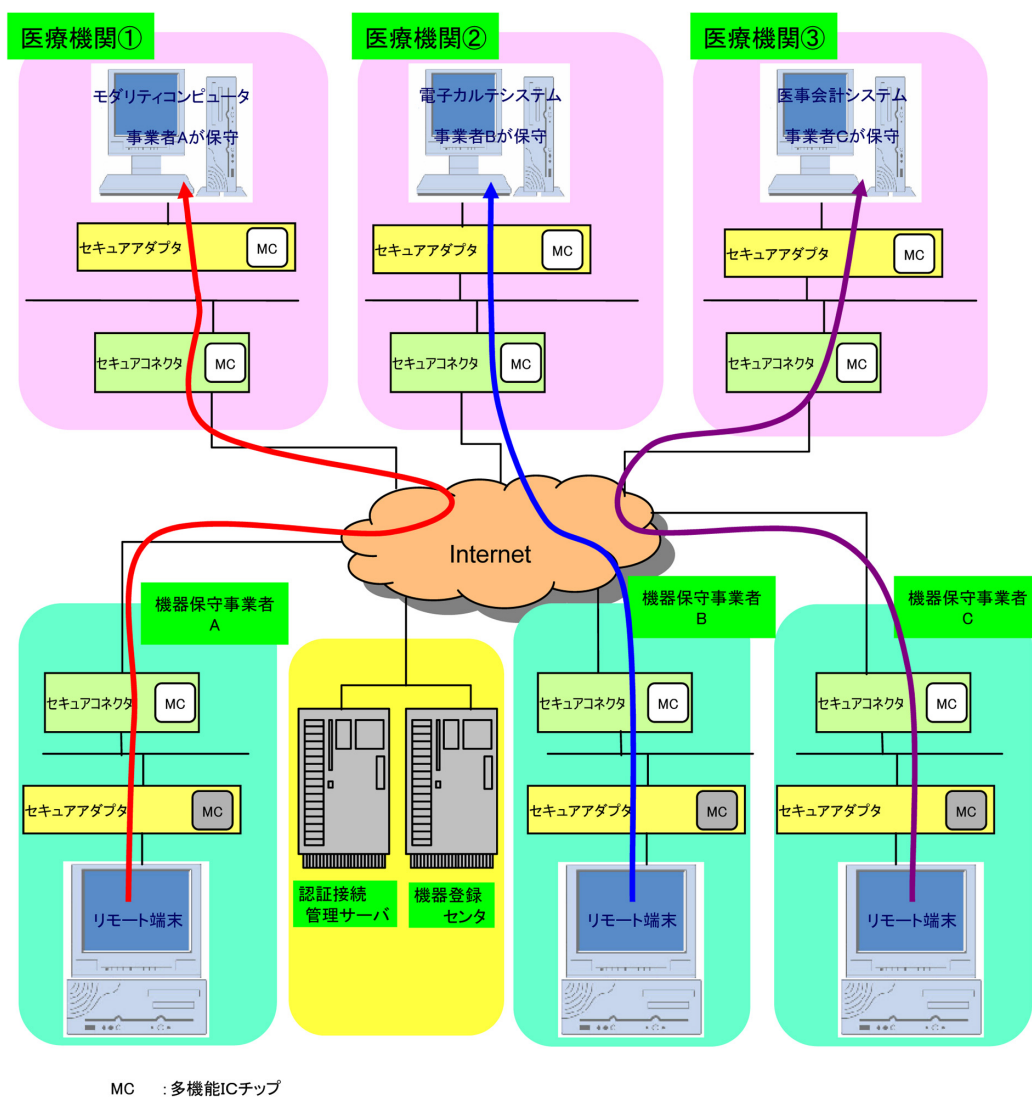 医療機関①
医療機関②
医療機関③
モダリティコンピュータ
事業者Aが保守
電子カルテシステム
事業者Bが保守
医事会計システム
事業者Cが保守
セキュアアダプタ
MC
セキュアアダプタ
MC
セキュアアダプタ
MC
セキュアコネクタ
MC
セキュアコネクタ
MC
セキュアコネクタ
MC
Internet
機器保守事業者
A
機器保守事業者
B
機器保守事業者
C
セキュアコネクタ
MC
セキュアコネクタ
MC
セキュアコネクタ
MC
セキュアアダプタ
MC
セキュアアダプタ
MC
セキュアアダプタ
MC
認証接続
管理サーバ
機器登録
センタ
リモート端末
リモート端末
リモート端末
MC :多機能ICチップ